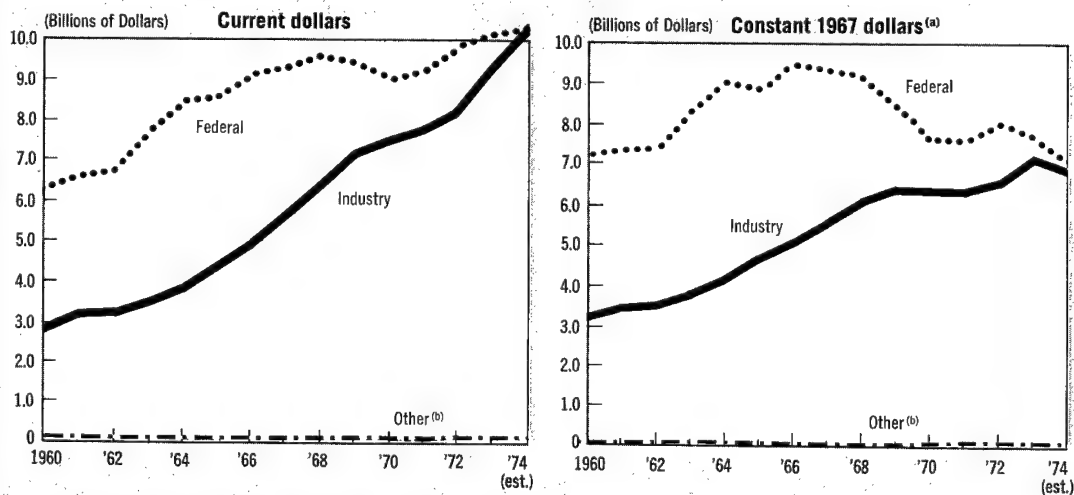 (Billions of Dollars) Current dollars
10.0
9.0
8.0
7.0
6.0
5.0
4.0
3.0
2.0
1.0
0
Federal
Industry
Other (b)
1960 '62 '64 '66 '68 '70 '72 '74
(est.)
(Billions of Dollars) Constant 1967 dollars (a)
10.0
9.0
8.0
7.0
6.0
5.0
4.0
3.0
2.0
1.0
0
Federal
Industry
Other (b)
1960 '62 '64 '66 '68 '70 '72 '74
(est.)